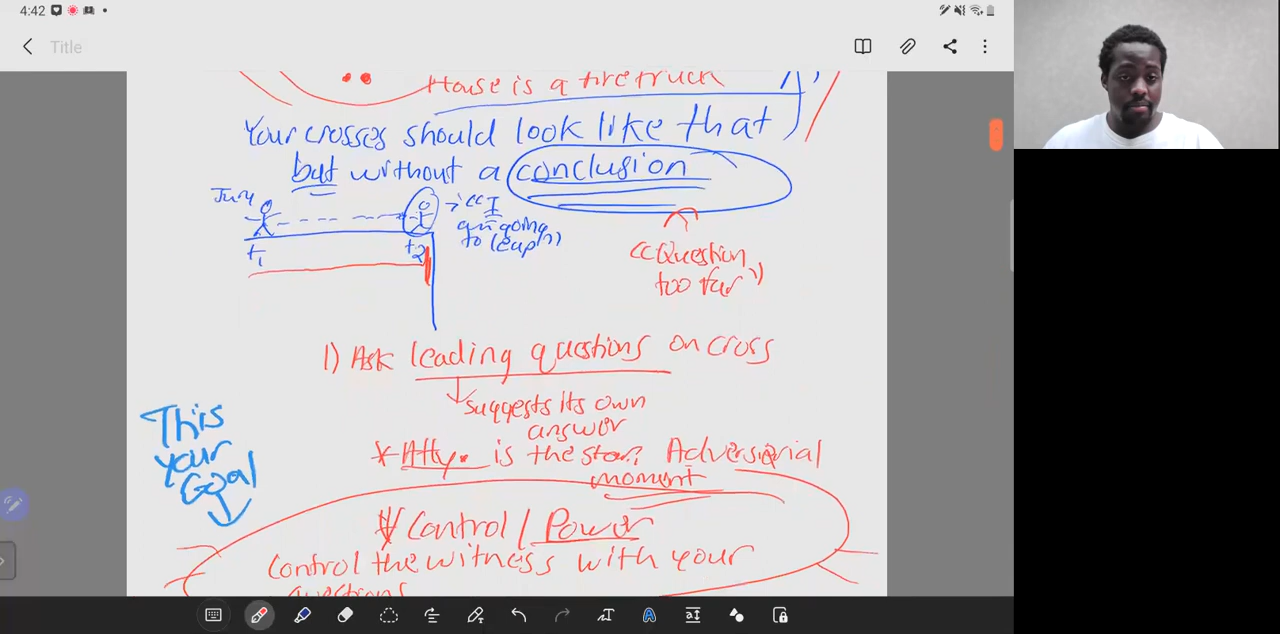 4:42
Title
House is a firetruck
Your crosses should look like that
but without a conclusion
Jury
"I
am going
to leap")
t1
t2
"Question
too far")
1) Ask leading questions on cross
suggests its own
answer
This
your
Goal
*Atty. is the star. Adversarial
moment
Control / Power
Control the witness with your
questions